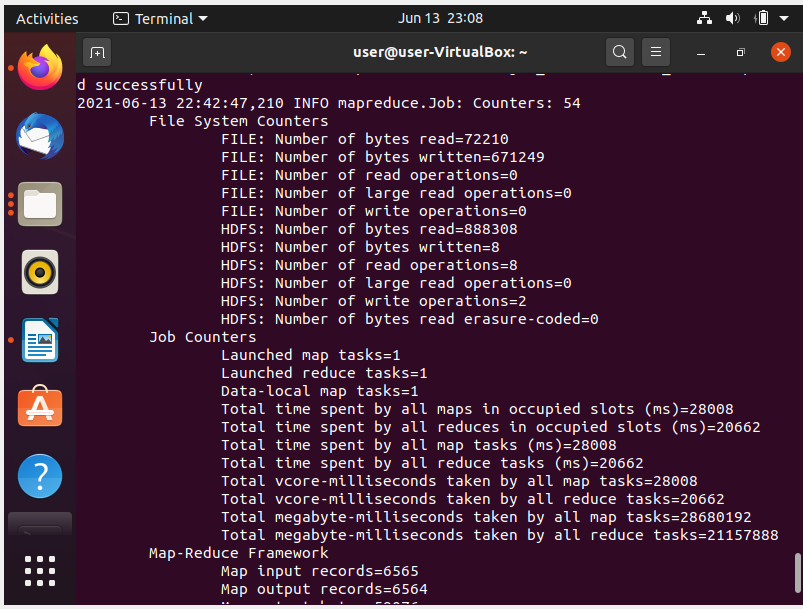 Activities
Terminal
Jun 13 23:08
user@user-VirtualBox: ~
d successfully
2021-06-13 22:42:47,210 INFO mapreduce.Job: Counters: 54
File System Counters
FILE: Number of bytes read=72210
FILE: Number of bytes written=671249
FILE: Number of read operations=0
FILE: Number of large read operations=0
FILE: Number of write operations=0
HDFS: Number of bytes read=888308
HDFS: Number of bytes written=8
HDFS: Number of read operations=8
HDFS: Number of large read operations=0
HDFS: Number of write operations=2
HDFS: Number of bytes read erasure-coded=0
Job Counters
Launched map tasks=1
Launched reduce tasks=1
Data-local map tasks=1
Total time spent by all maps in occupied slots (ms)=28008
Total time spent by all reduces in occupied slots (ms)=20662
Total time spent by all map tasks (ms)=28008
Total time spent by all reduce tasks (ms)=20662
Total vcore-milliseconds taken by all map tasks=28008
Total vcore-milliseconds taken by all reduce tasks=20662
Total megabyte-milliseconds taken by all map tasks=28680192
Total megabyte-milliseconds taken by all reduce tasks=21157888
Map-Reduce Framework
Map input records=6565
Map output records=6564